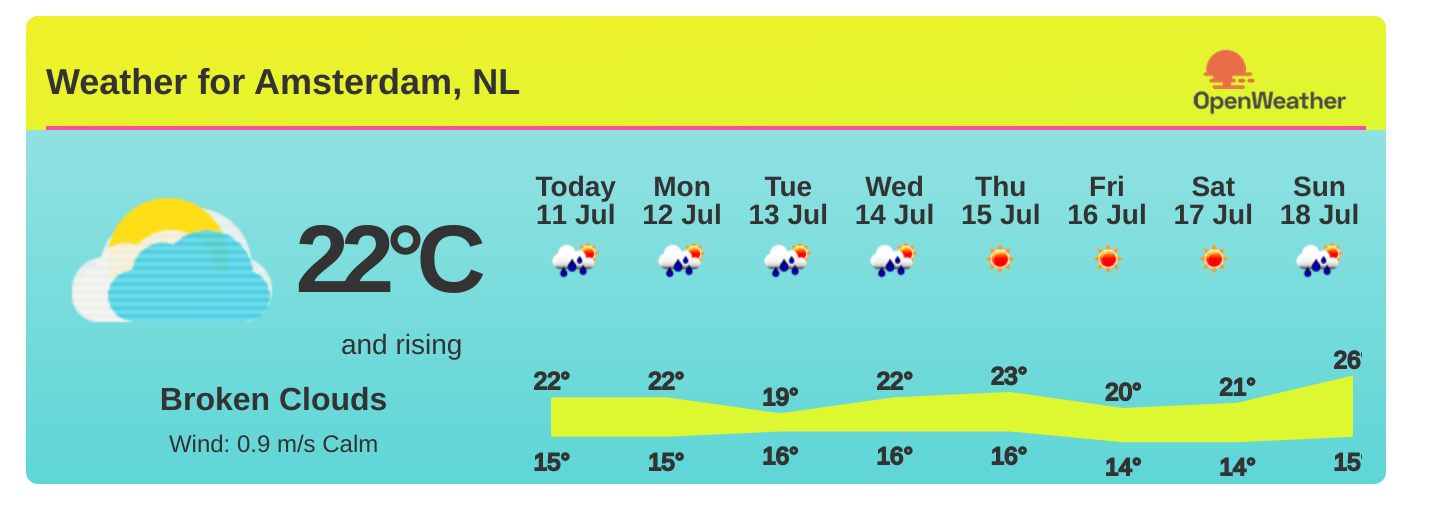 Weather for Amsterdam, NL
OpenWeather
22°C
and rising
Broken Clouds
Wind: 0.9 m/s Calm
Today Mon Tue Wed Thu Fri Sat Sun
11 Jul 12 Jul 13 Jul 14 Jul 15 Jul 16 Jul 17 Jul 18 Jul
22° 22° 19° 22° 23° 20° 21° 26°
15° 15° 16° 16° 16° 14° 14° 15°